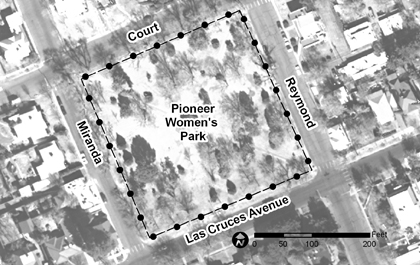 Court
Pioneer
Women's
Park
Reymond
Miranda
Las Cruces Avenue
Feet
0 50 100 200